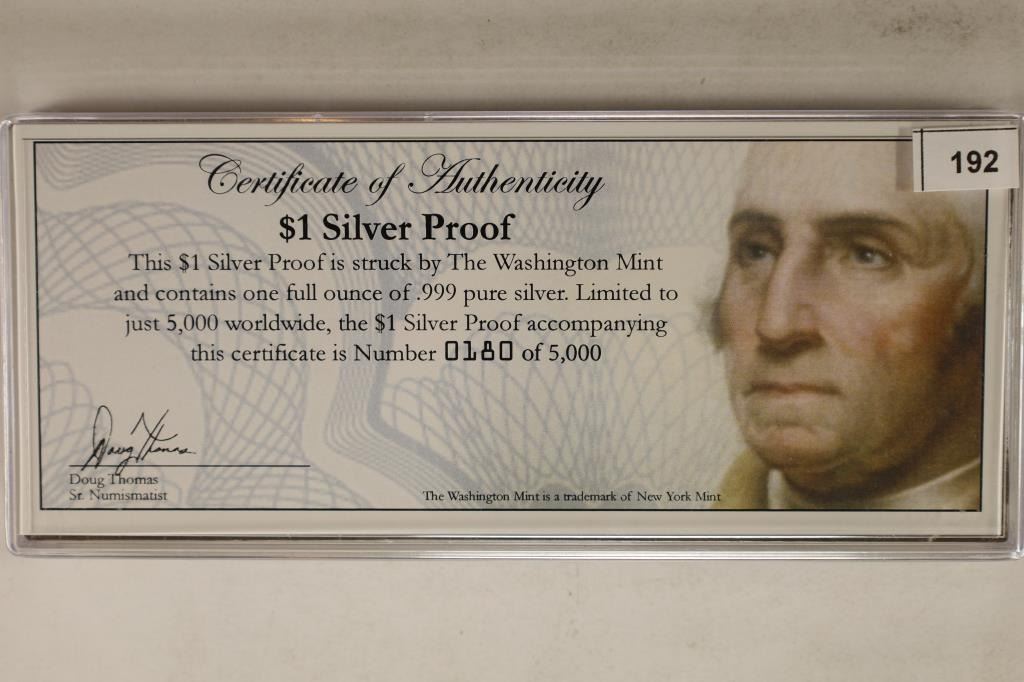 192
Certificate of Authenticity
$1 Silver Proof
This $1 Silver Proof is struck by The Washington Mint
and contains one full ounce of .999 pure silver. Limited to
just 5,000 worldwide, the $1 Silver Proof accompanying
this certificate is Number 0180 of 5,000
Doug Thomas
Doug Thomas
Sr. Numismatist
The Washington Mint is a trademark of New York Mint